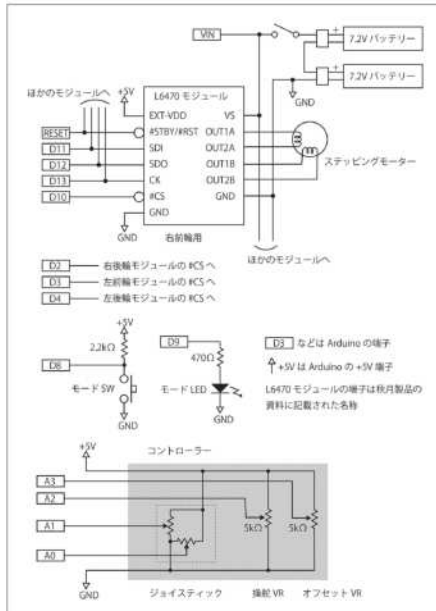 VIN
+
7.2V バッテリー
+
7.2V バッテリー
GND
+5V
L6470 モジュール
ほかのモジュールへ
EXT-VDD
VS
RESET
#STBY/#RST
OUT1A
D11
SDI
OUT2A
D12
SDO
OUT1B
D13
CK
OUT2B
D10
#CS
GND
GND
ステッピングモーター
GND
右前輪用
ほかのモジュールへ
D2
右後輪モジュールの #CS へ
D3
左前輪モジュールの #CS へ
D4
左後輪モジュールの #CS へ
+5V
2.2kΩ
D8
モード SW
GND
D9
470Ω
モード LED
GND
D3 などは Arduino の端子
+5V は Arduino の +5V 端子
L6470 モジュールの端子は秋月製品の
資料に記載された名称
コントローラー
+5V
A3
A2
A1
A0
5kΩ
5kΩ
GND
ジョイスティック
操舵 VR
オフセット VR